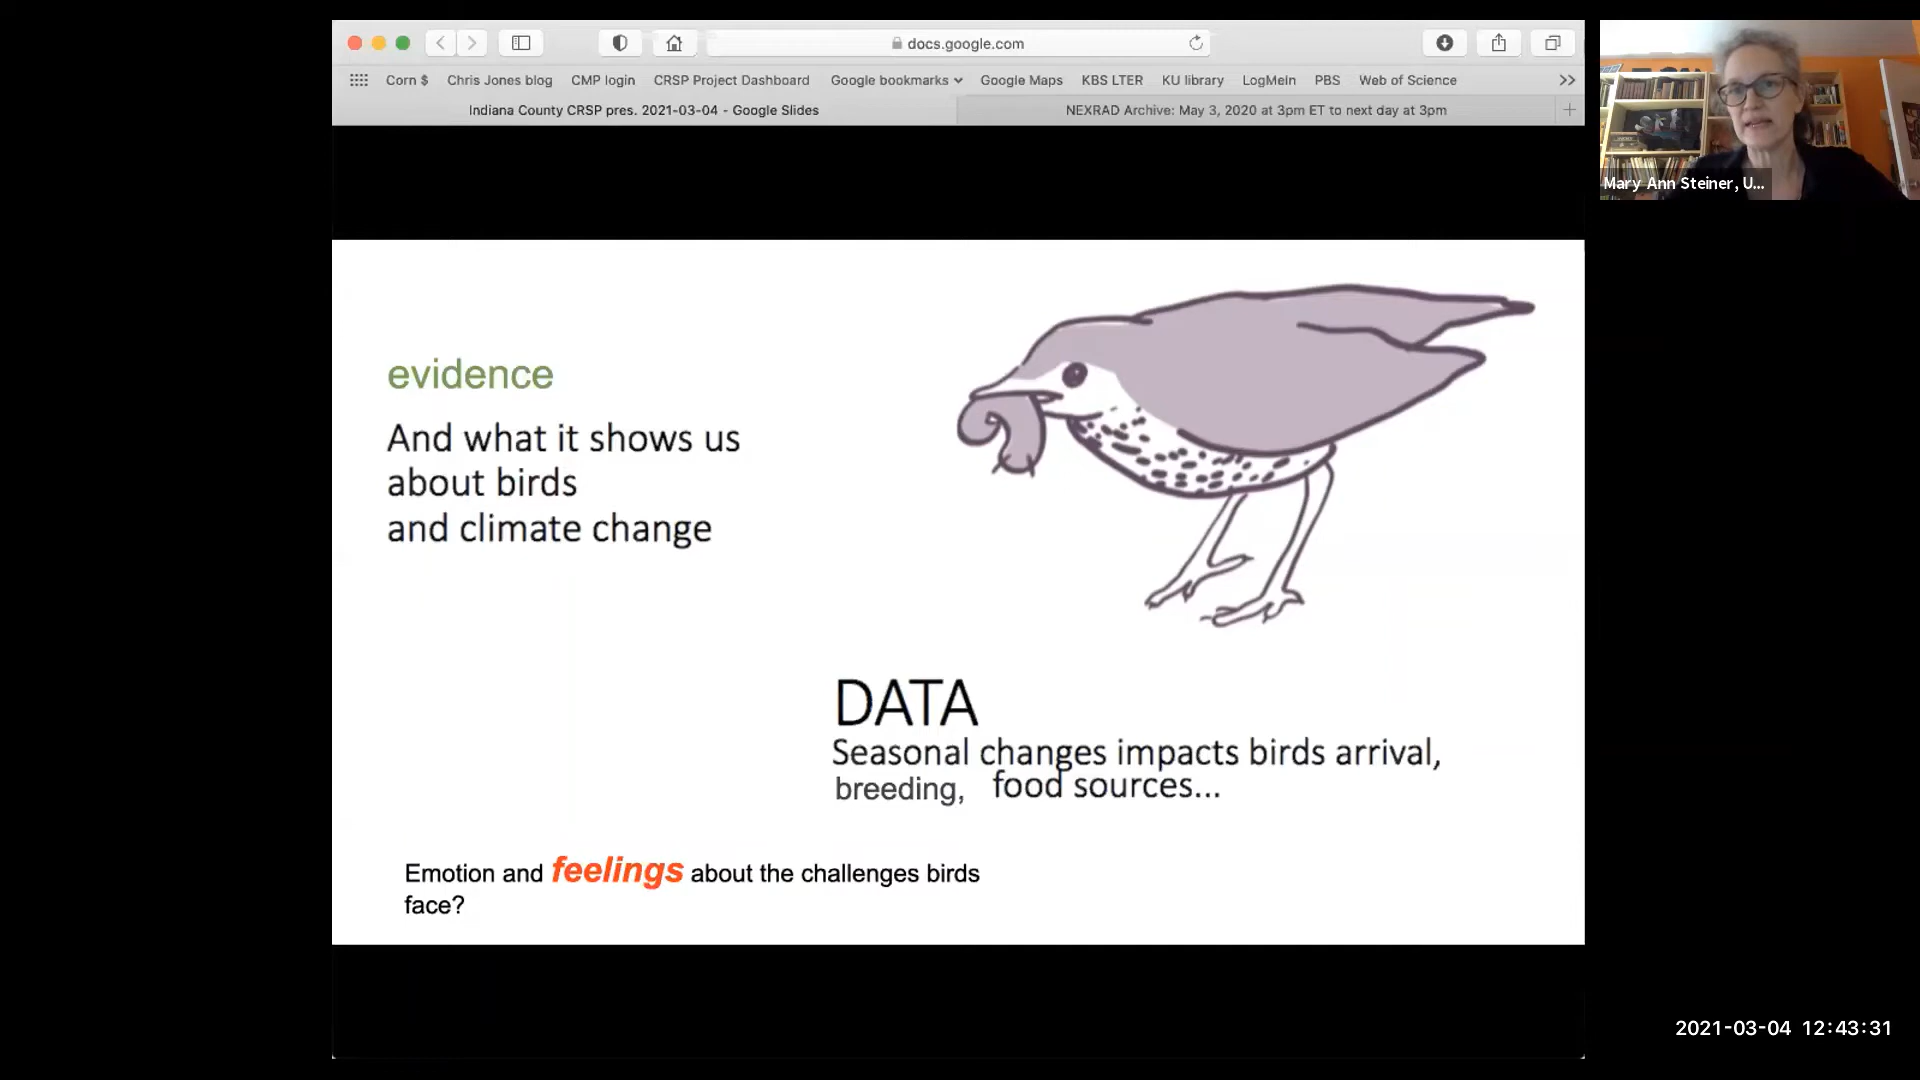 docs.google.com
Corn $ Chris Jones blog CMP login CRSP Project Dashboard Google bookmarks Google Maps KBS LTER KU library LogMeIn PBS Web of Science
Indiana County CRSP pres. 2021-03-04 - Google Slides
NEXRAD Archive: May 3, 2020 at 3pm ET to next day at 3pm
Mary Ann Steiner, U...
evidence
And what it shows us
about birds
and climate change
DATA
Seasonal changes impacts birds arrival,
breeding, food sources...
Emotion and feelings about the challenges birds
face?
2021-03-04 12:43:31